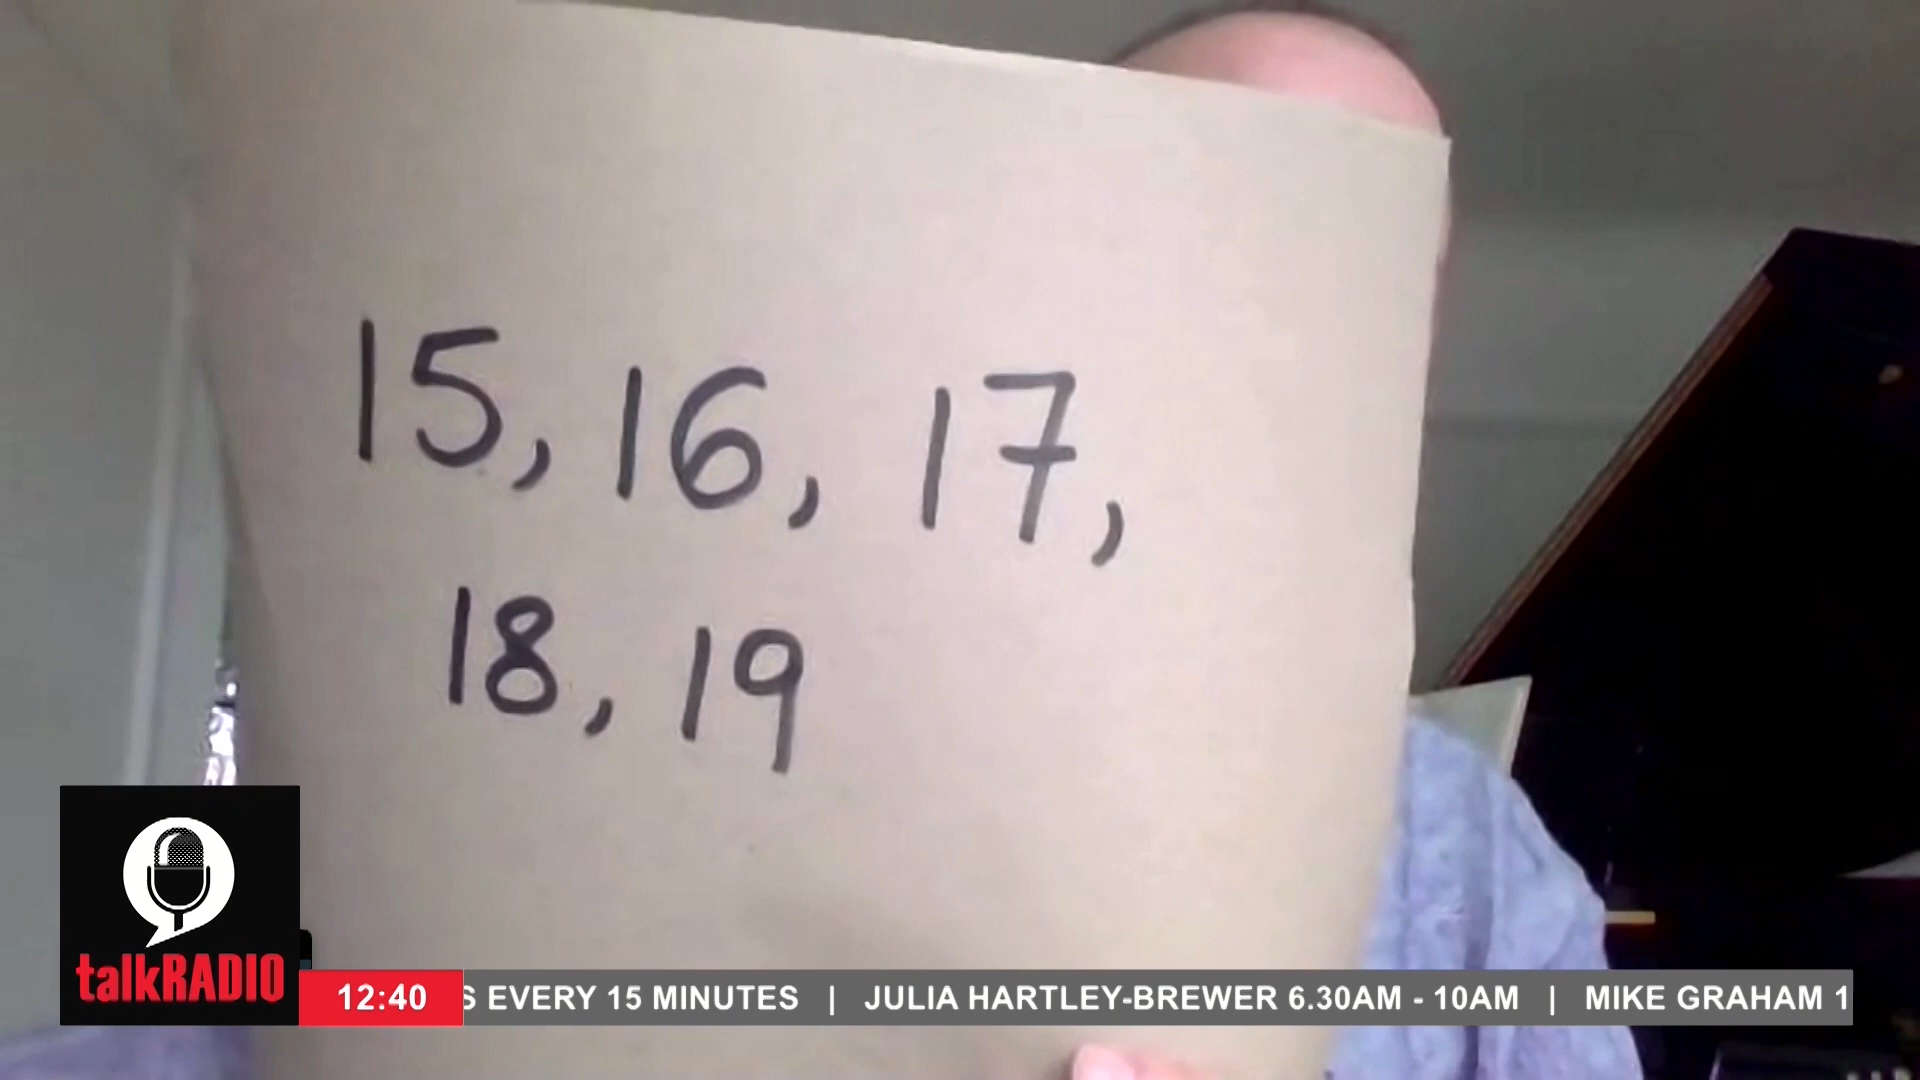 15, 16, 17,
18, 19
talkRADIO
12:40 S EVERY 15 MINUTES | JULIA HARTLEY-BREWER 6.30AM - 10AM | MIKE GRAHAM 1